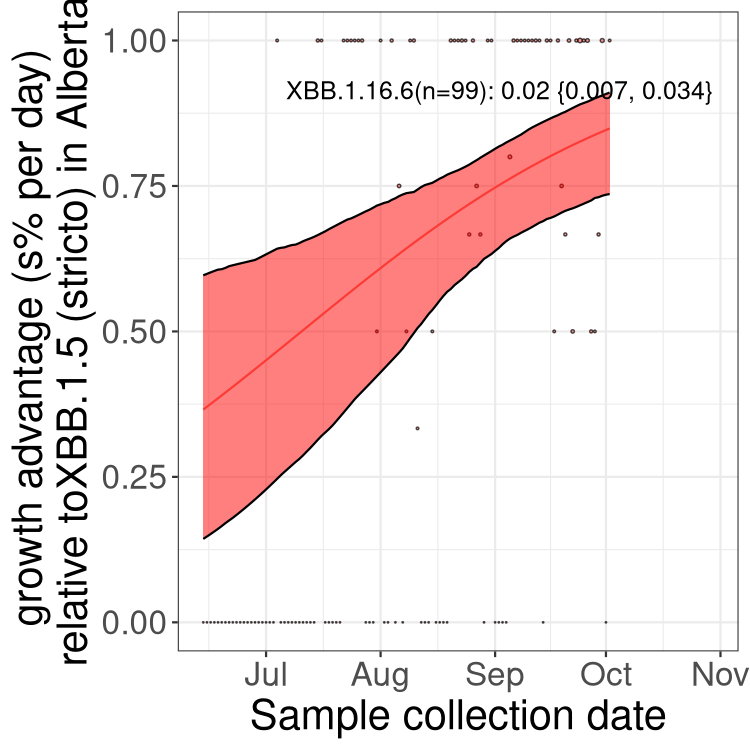 growth advantage (s% per day)
relative toXBB.1.5 (stricto) in Alberta
1.00
0.75
0.50
0.25
0.00
XBB.1.16.6(n=99): 0.02 {0.007, 0.034}
Jul Aug Sep Oct Nov
Sample collection date